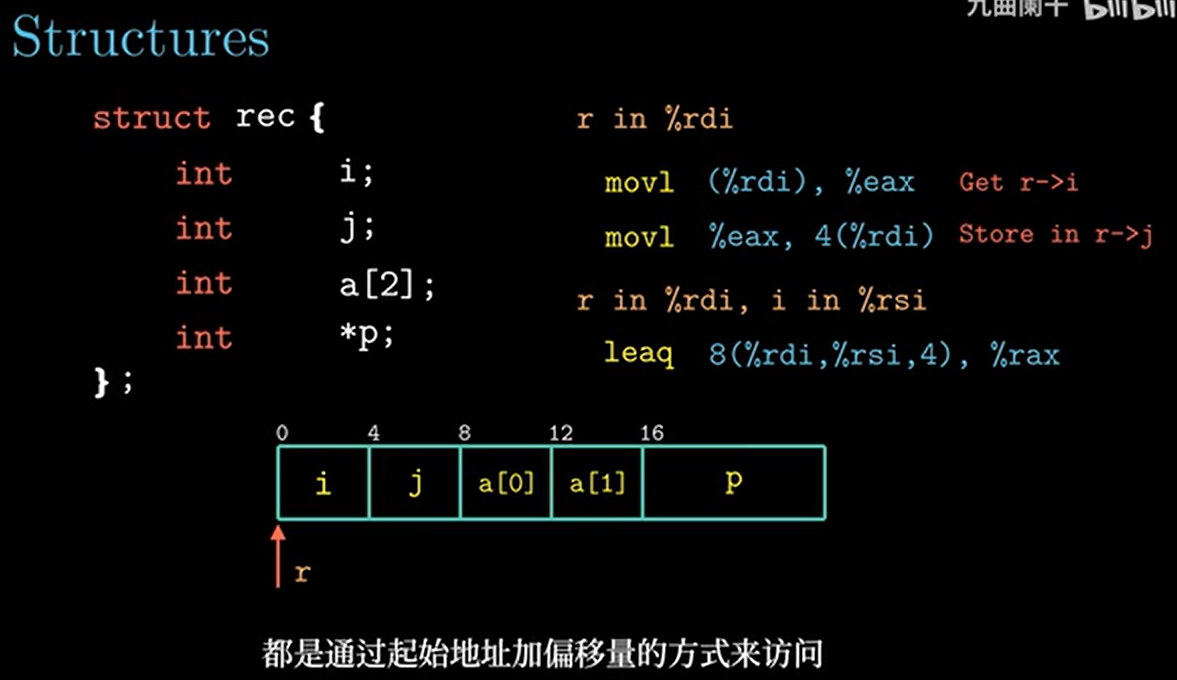 Structures
九曲阑干 bilibili
struct rec {
int i;
int j;
int a[2];
int *p;
};
r in %rdi
movl (%rdi), %eax Get r->i
movl %eax, 4(%rdi) Store in r->j
r in %rdi, i in %rsi
leaq 8(%rdi,%rsi,4), %rax
0 4 8 12 16
i j a[0] a[1] p
r
都是通过起始地址加偏移量的方式来访问